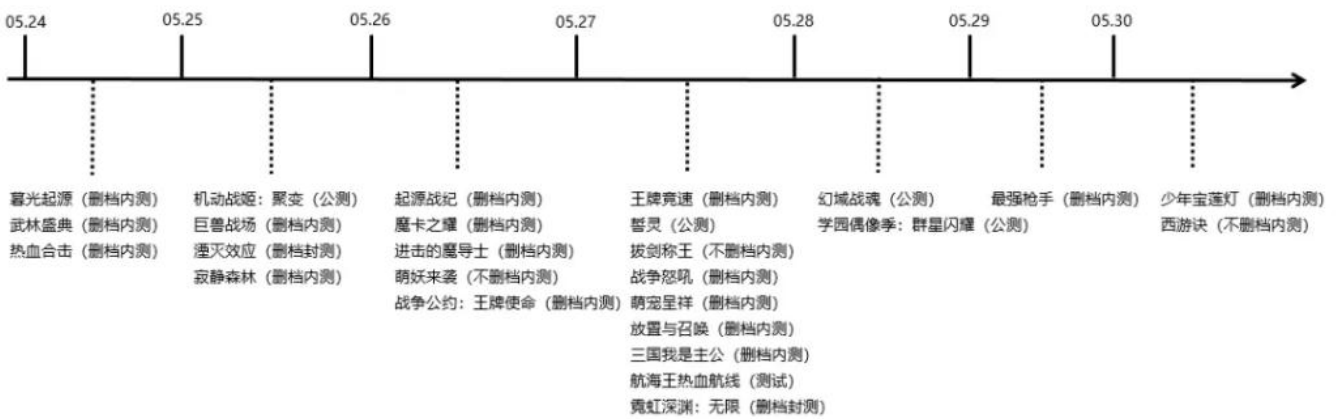 05.24
05.25
05.26
05.27
05.28
05.29
05.30
暮光起源（删档内测）
武林盛典（删档内测）
热血合击（删档内测）
机动战姬：聚变（公测）
巨兽战场（删档内测）
湮灭效应（删档封测）
寂静森林（删档内测）
起源战纪（删档内测）
魔卡之耀（删档内测）
进击的魔导士（删档内测）
萌妖来袭（不删档内测）
战争公约：王牌使命（删档内测）
王牌竞速（删档内测）
誓灵（公测）
拔剑称王（不删档内测）
战争怒吼（删档内测）
萌宠呈祥（删档内测）
放置与召唤（删档内测）
三国我是主公（删档内测）
航海王热血航线（测试）
霓虹深渊：无限（删档封测）
幻域战魂（公测）
学园偶像季：群星闪耀（公测）
最强枪手（删档内测）
少年宝莲灯（删档内测）
西游诀（不删档内测）